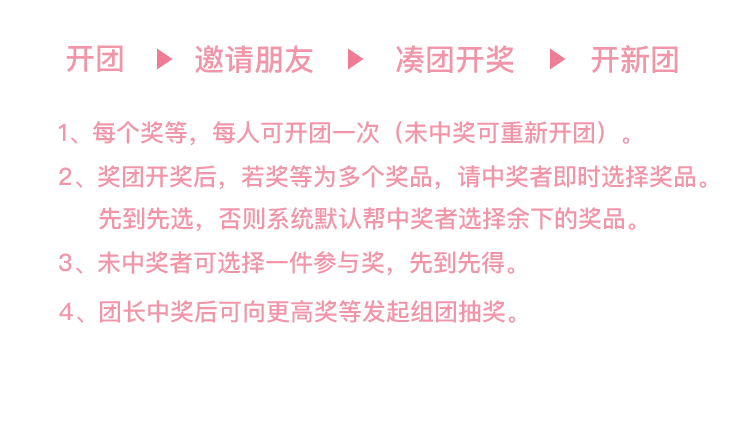 开团 ▶ 邀请朋友 ▶ 凑团开奖 ▶ 开新团
1、每个奖等，每人可开团一次（未中奖可重新开团）。
2、奖团开奖后，若奖等为多个奖品，请中奖者即时选择奖品。
先到先选，否则系统默认帮中奖者选择余下的奖品。
3、未中奖者可选择一件参与奖，先到先得。
4、团长中奖后可向更高奖等发起组团抽奖。